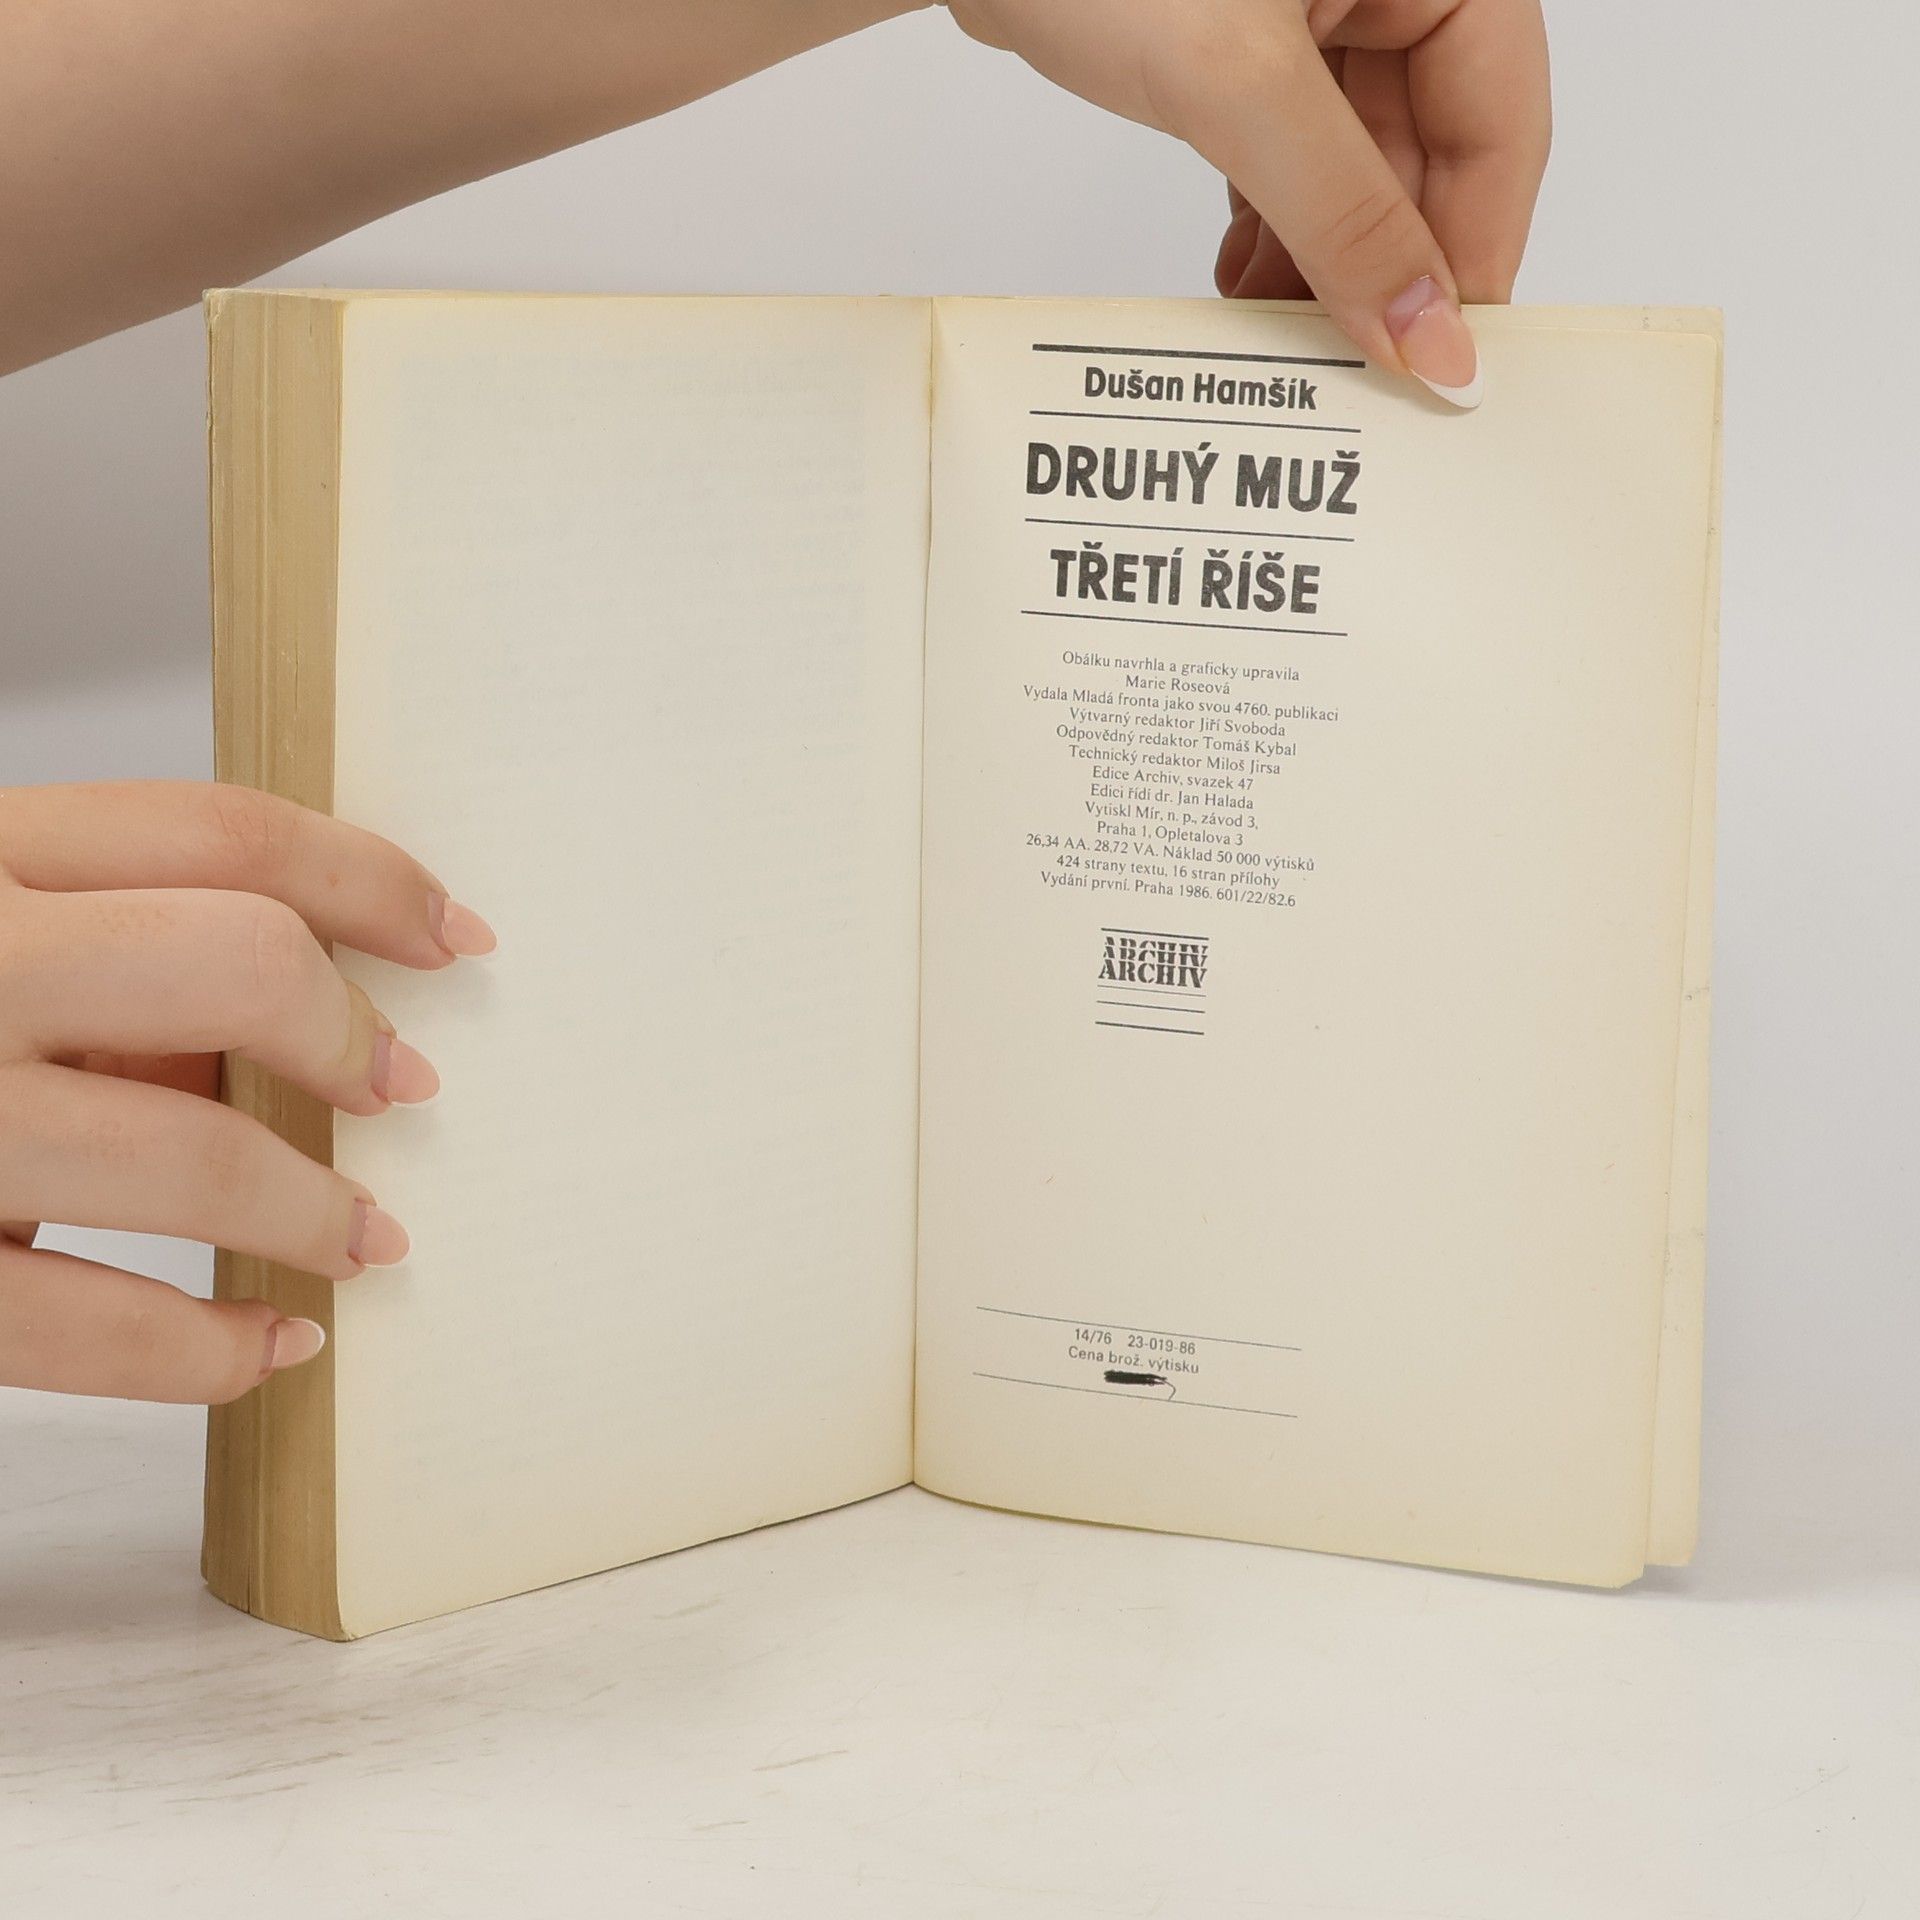 Dušan Hamšík
DRUHÝ MUŽ
TŘETÍ ŘÍŠE
Obálku navrhla a graficky upravila
Marie Roseová
Vydala Mladá fronta jako svou 4760. publikaci
Výtvarný redaktor Jiří Svoboda
Odpovědný redaktor Tomáš Kybal
Technický redaktor Miloš Jirsa
Edice Archiv, svazek 47
Edici řídí dr. Jan Halada
Vytiskl Mír, n. p., závod 3,
Praha 1, Opletalova 3
26,34 AA. 28,72 VA. Náklad 50 000 výtisků
424 strany textu, 16 stran přílohy
Vydání první. Praha 1986. 601/22/82.6
ARCHIV
ARCHIV
ARCHIV
14/76 23-019-86
Cena brož. výtisku